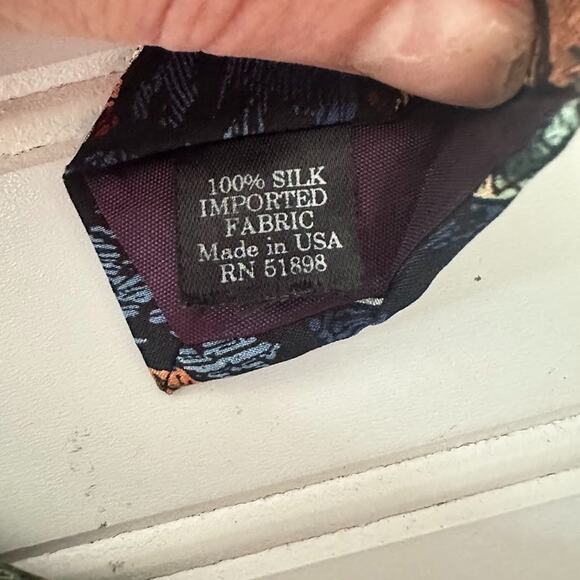 100% SILK
IMPORTED
FABRIC
Made in USA
RN 51898